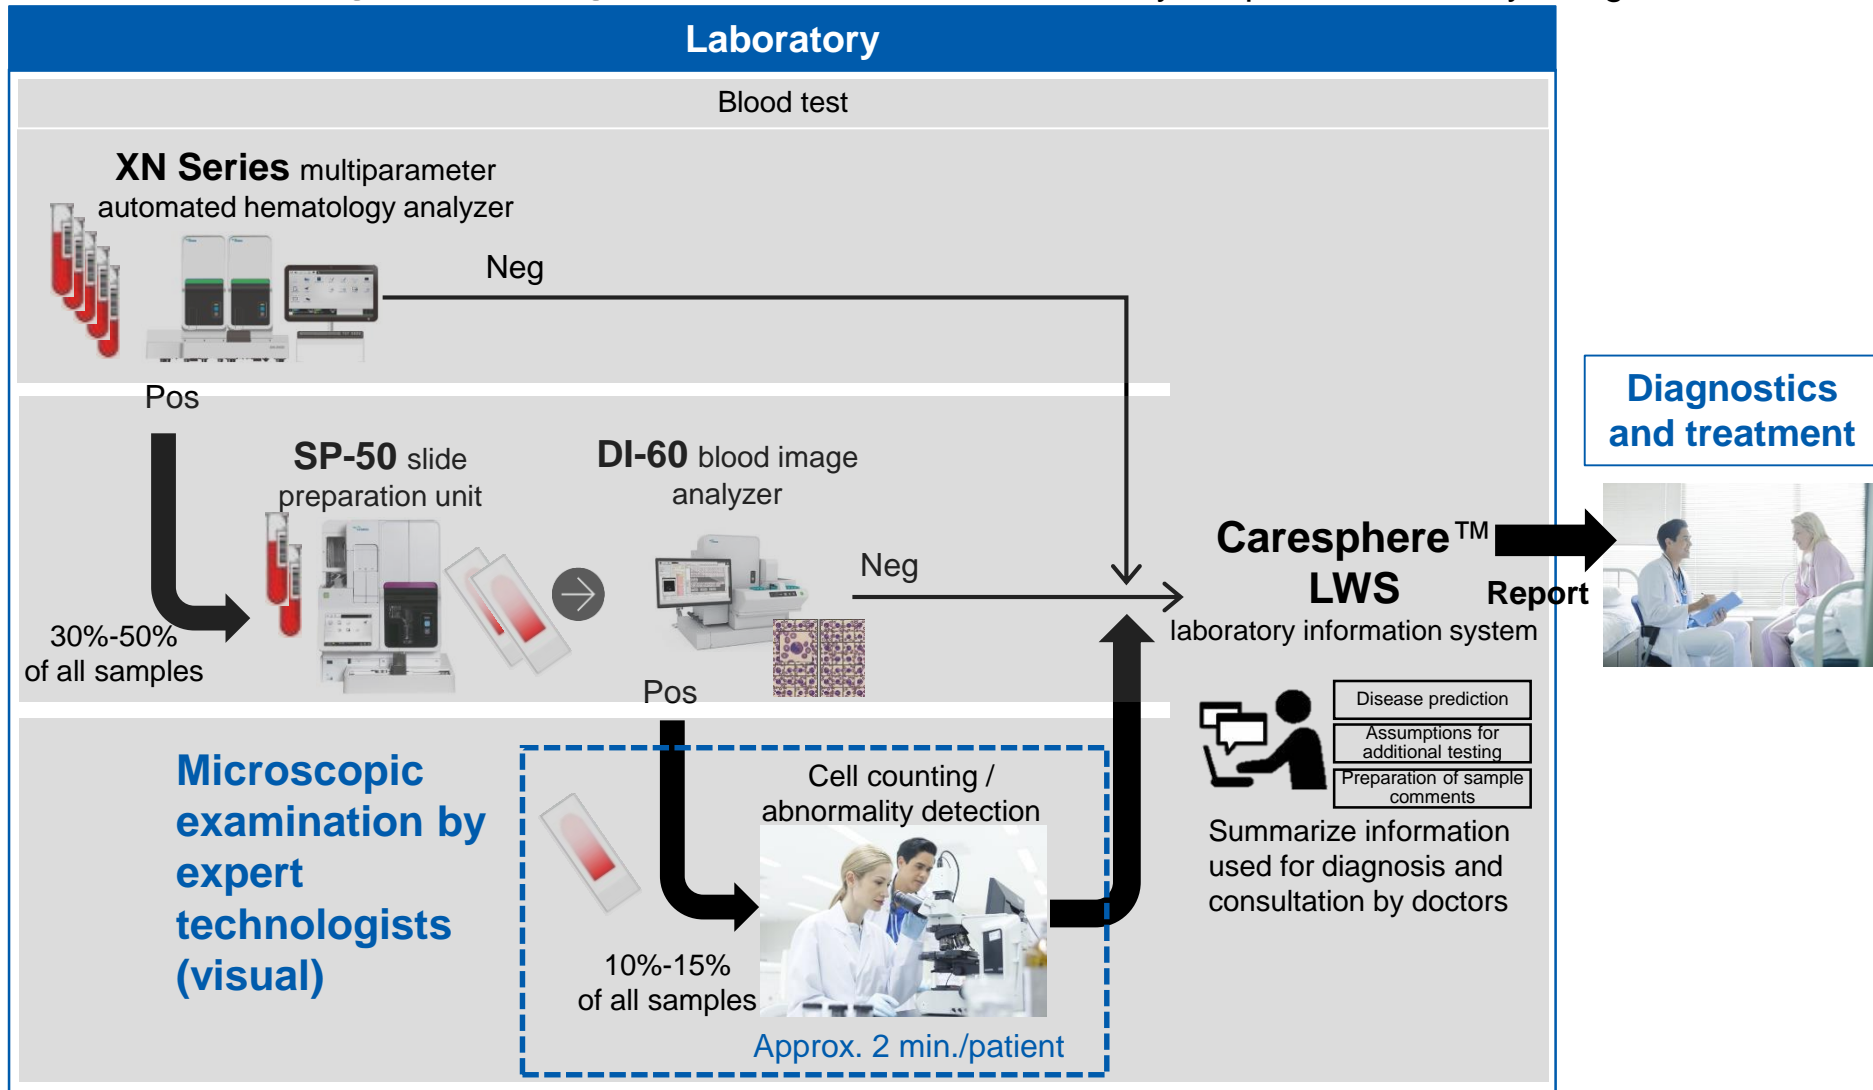 Laboratory
Blood test
XN Series multiparameter
automated hematology analyzer
Neg
Pos
SP-50 slide
preparation unit
DI-60 blood image
analyzer
Neg
30%-50%
of all samples
Pos
Caresphere™
LWS
laboratory information system
Report
Diagnostics
and treatment
Disease prediction
Assumptions for
additional testing
Preparation of sample
comments
Summarize information
used for diagnosis and
consultation by doctors
Microscopic
examination by
expert
technologists
(visual)
Cell counting /
abnormality detection
10%-15%
of all samples
Approx. 2 min./patient